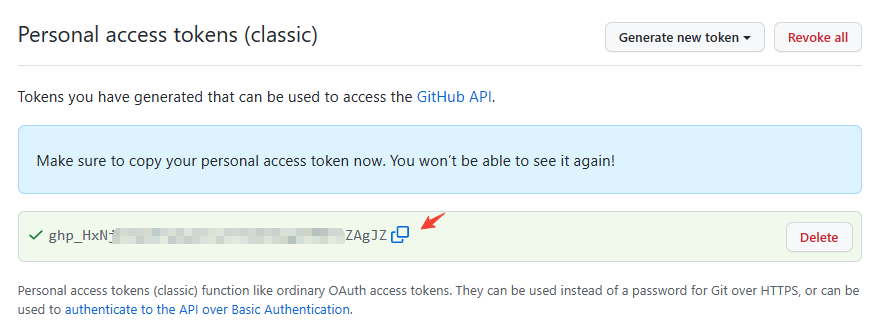 Personal access tokens (classic)
Generate new token
Revoke all
Tokens you have generated that can be used to access the GitHub API.
Make sure to copy your personal access token now. You won't be able to see it again!
ghp_HxNj ZAgJZ
Delete
Personal access tokens (classic) function like ordinary OAuth access tokens. They can be used instead of a password for Git over HTTPS, or can be
used to authenticate to the API over Basic Authentication.